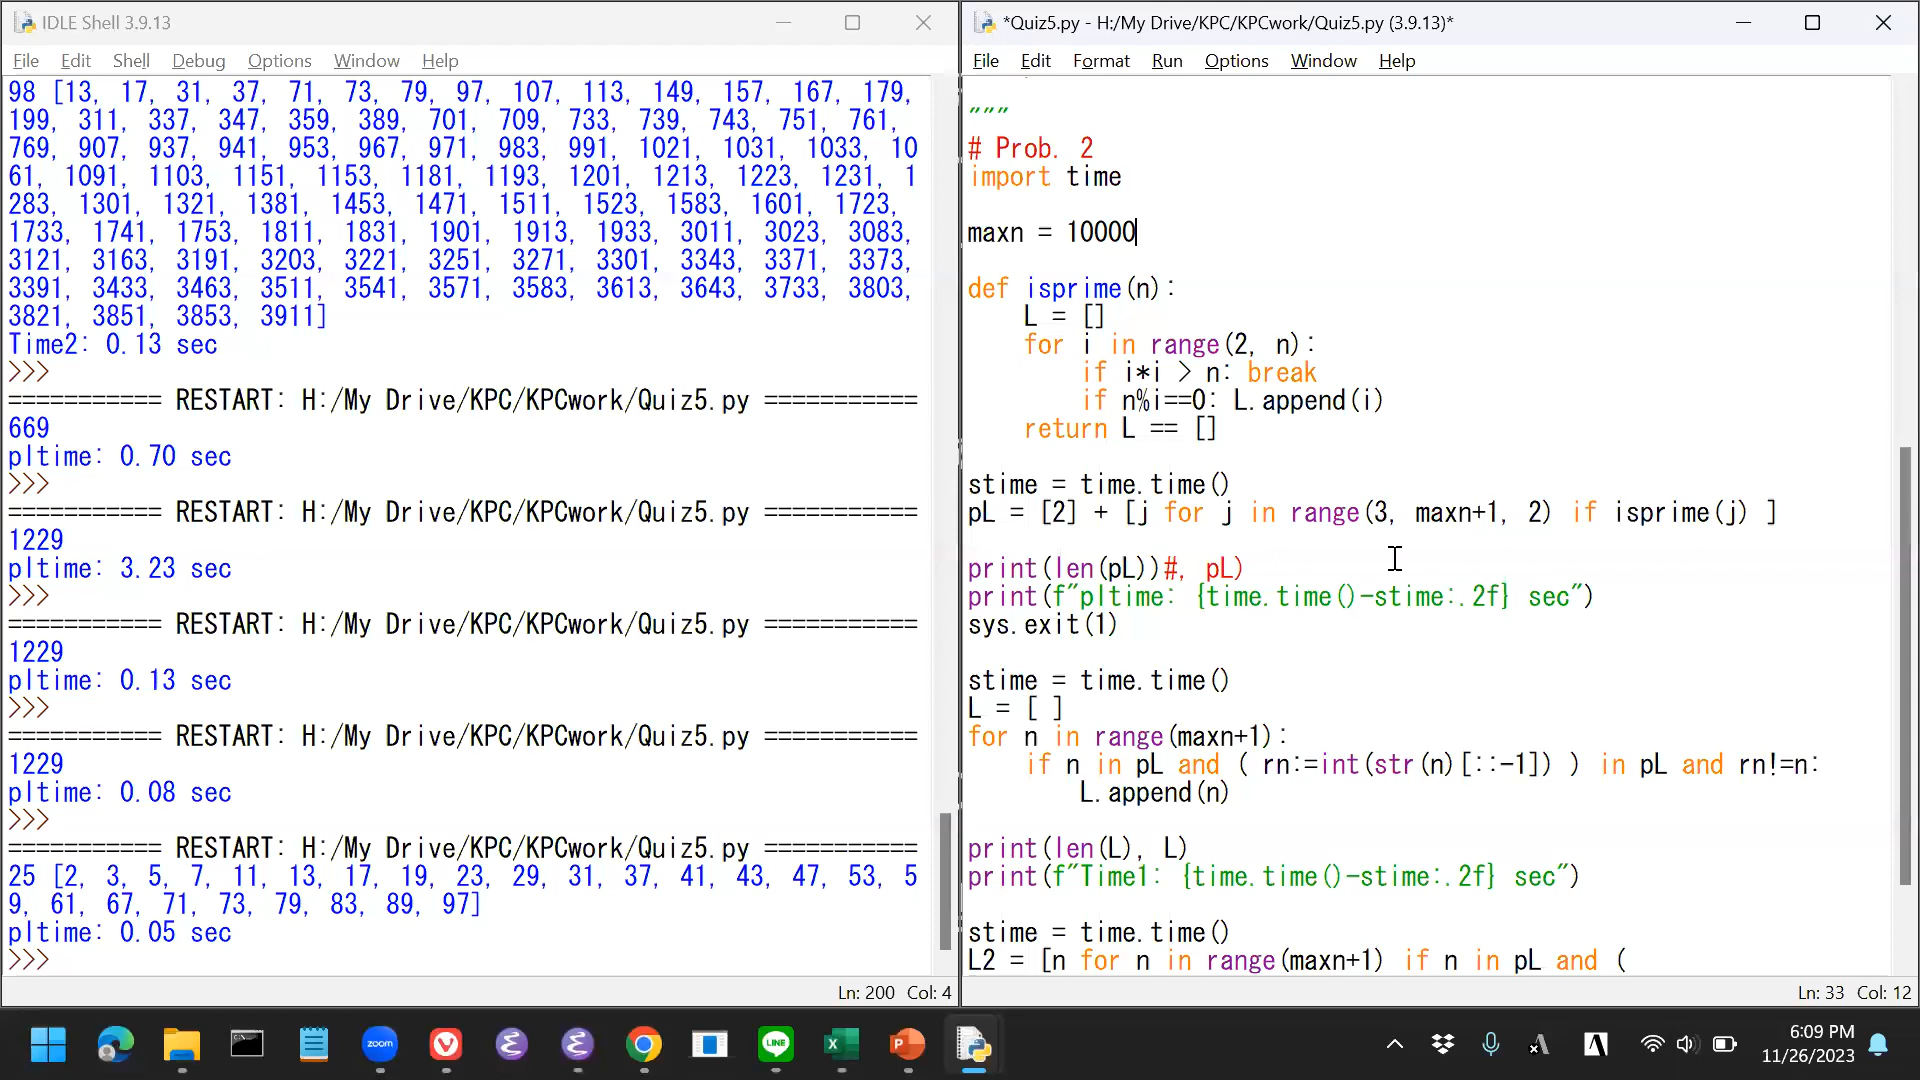 IDLE Shell 3.9.13
File Edit Shell Debug Options Window Help
98 [13, 17, 31, 37, 71, 73, 79, 97, 107, 113, 149, 157, 167, 179,
199, 311, 337, 347, 359, 389, 701, 709, 733, 739, 743, 751, 761,
769, 907, 937, 941, 953, 967, 971, 983, 991, 1021, 1031, 1033, 10
61, 1091, 1103, 1151, 1153, 1181, 1193, 1201, 1213, 1223, 1231, 1
283, 1301, 1321, 1381, 1453, 1471, 1511, 1523, 1583, 1601, 1723,
1733, 1741, 1753, 1811, 1831, 1901, 1913, 1933, 3011, 3023, 3083,
3121, 3163, 3191, 3203, 3221, 3251, 3271, 3301, 3343, 3371, 3373,
3391, 3433, 3463, 3511, 3541, 3571, 3583, 3613, 3643, 3733, 3803,
3821, 3851, 3853, 3911]
Time2: 0.13 sec
>>>
=========== RESTART: H:/My Drive/KPC/KPCwork/Quiz5.py ===========
669
pltime: 0.70 sec
>>>
=========== RESTART: H:/My Drive/KPC/KPCwork/Quiz5.py ===========
1229
pltime: 3.23 sec
>>>
=========== RESTART: H:/My Drive/KPC/KPCwork/Quiz5.py ===========
1229
pltime: 0.13 sec
>>>
=========== RESTART: H:/My Drive/KPC/KPCwork/Quiz5.py ===========
1229
pltime: 0.08 sec
>>>
=========== RESTART: H:/My Drive/KPC/KPCwork/Quiz5.py ===========
25 [2, 3, 5, 7, 11, 13, 17, 19, 23, 29, 31, 37, 41, 43, 47, 53, 5
9, 61, 67, 71, 73, 79, 83, 89, 97]
pltime: 0.05 sec
>>>
Ln: 200 Col: 4
*Quiz5.py - H:/My Drive/KPC/KPCwork/Quiz5.py (3.9.13)*
File Edit Format Run Options Window Help
"""
# Prob. 2
import time
maxn = 10000
def isprime(n):
    L = []
    for i in range(2, n):
        if i*i > n: break
        if n%i==0: L.append(i)
    return L == []
stime = time.time()
pL = [2] + [j for j in range(3, maxn+1, 2) if isprime(j) ]
print(len(pL))#, pL)
print(f"pltime: {time.time()-stime:.2f} sec")
sys.exit(1)
stime = time.time()
L = [ ]
for n in range(maxn+1):
    if n in pL and ( rn:=int(str(n)[::-1]) ) in pL and rn!=n:
        L.append(n)
print(len(L), L)
print(f"Time1: {time.time()-stime:.2f} sec")
stime = time.time()
L2 = [n for n in range(maxn+1) if n in pL and (
Ln: 33 Col: 12
zoom
LINE
6:09 PM
11/26/2023